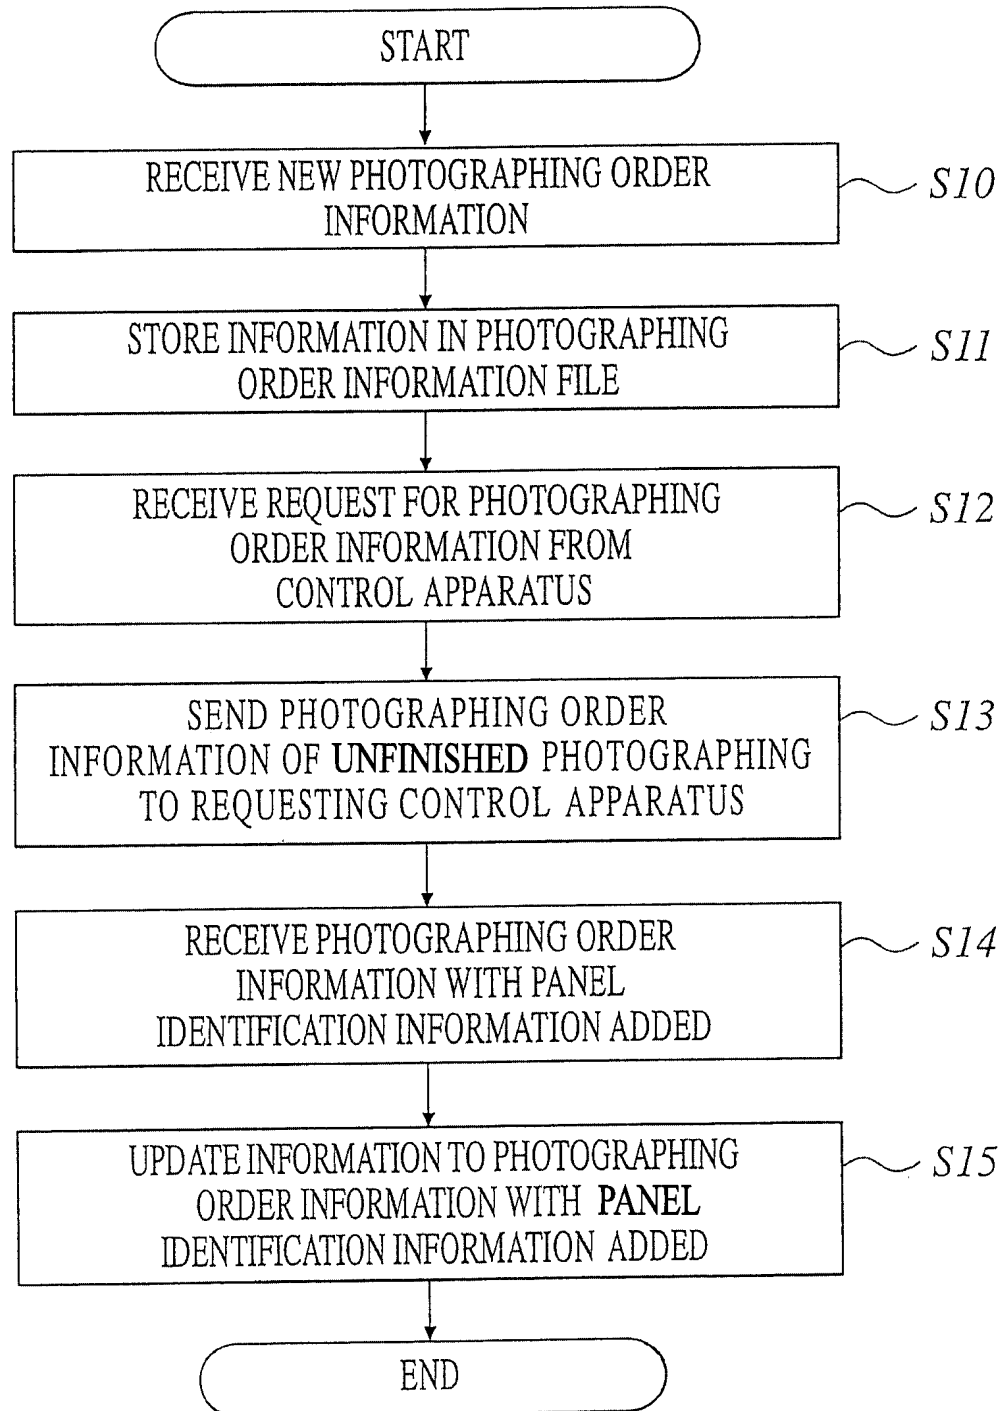 START
RECEIVE NEW PHOTOGRAPHING ORDER
INFORMATION
S10
STORE INFORMATION IN PHOTOGRAPHING
ORDER INFORMATION FILE
S11
RECEIVE REQUEST FOR PHOTOGRAPHING
ORDER INFORMATION FROM
CONTROL APPARATUS
S12
SEND PHOTOGRAPHING ORDER
INFORMATION OF UNFINISHED PHOTOGRAPHING
TO REQUESTING CONTROL APPARATUS
S13
RECEIVE PHOTOGRAPHING ORDER
INFORMATION WITH PANEL
IDENTIFICATION INFORMATION ADDED
S14
UPDATE INFORMATION TO PHOTOGRAPHING
ORDER INFORMATION WITH PANEL
IDENTIFICATION INFORMATION ADDED
S15
END